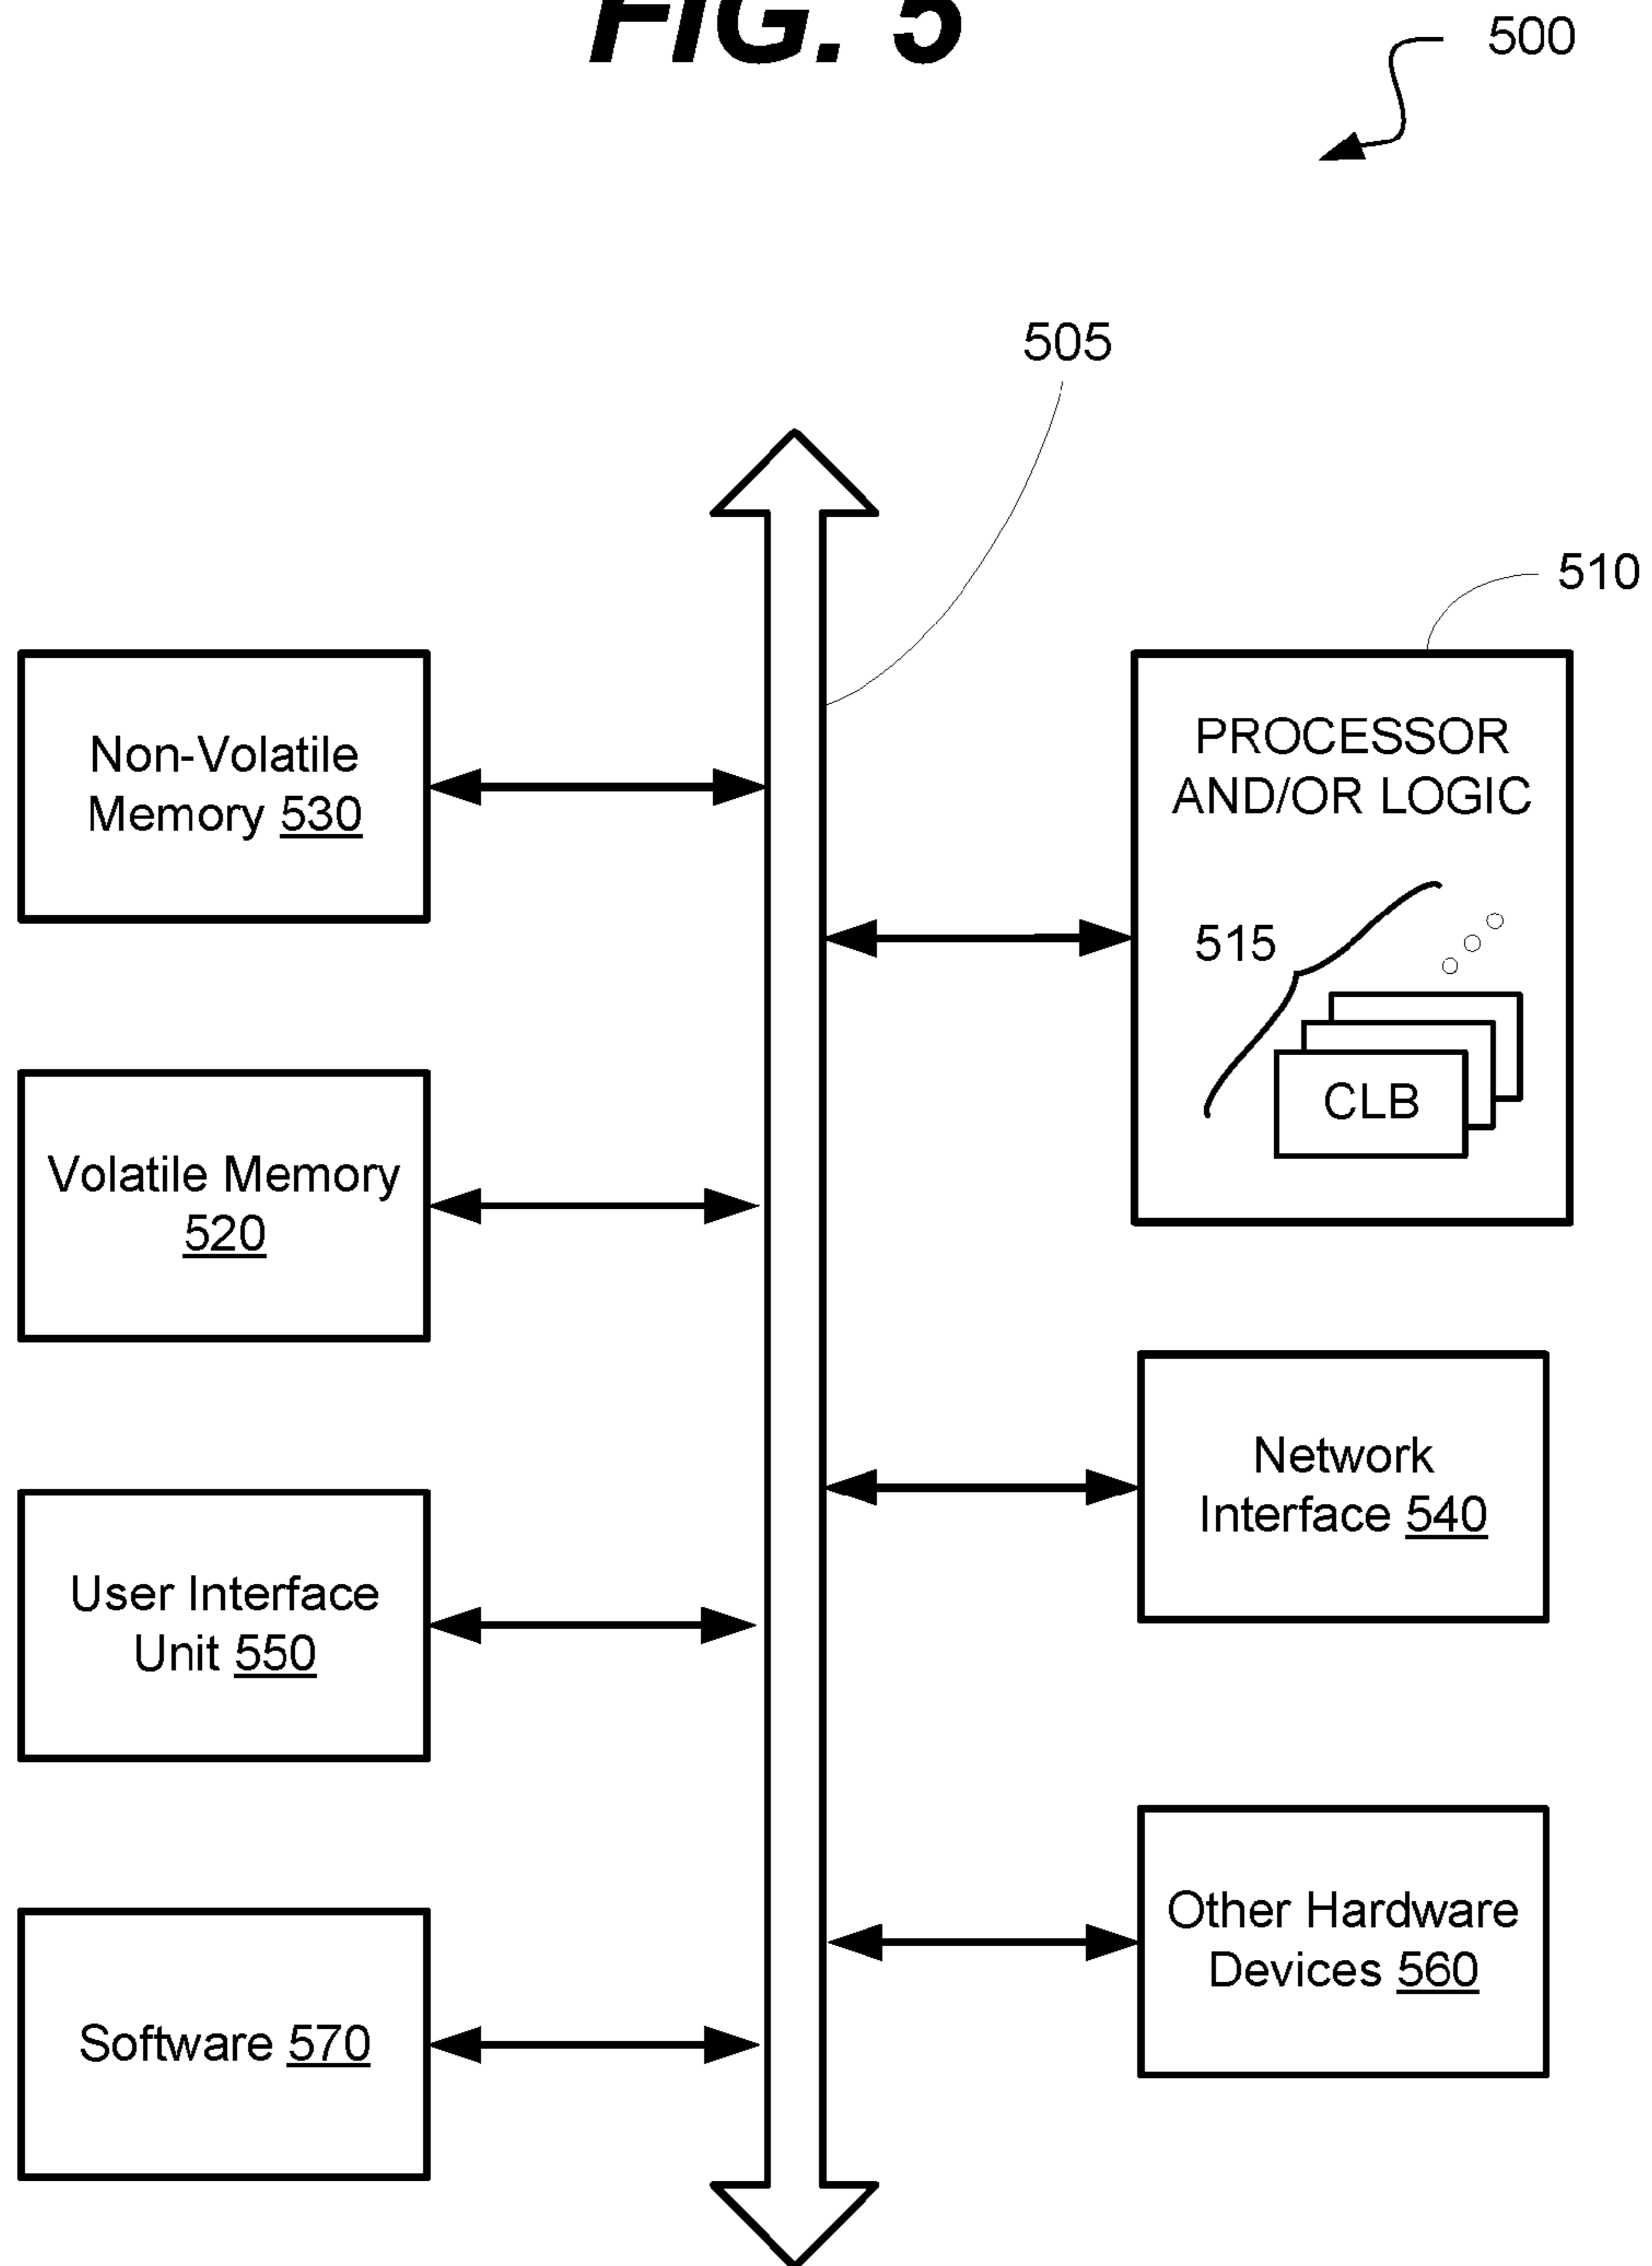 FIG. 5
500
505
510
Non-Volatile
Memory 530
PROCESSOR
AND/OR LOGIC
515
CLB
Volatile Memory
520
Network
Interface 540
User Interface
Unit 550
Other Hardware
Devices 560
Software 570